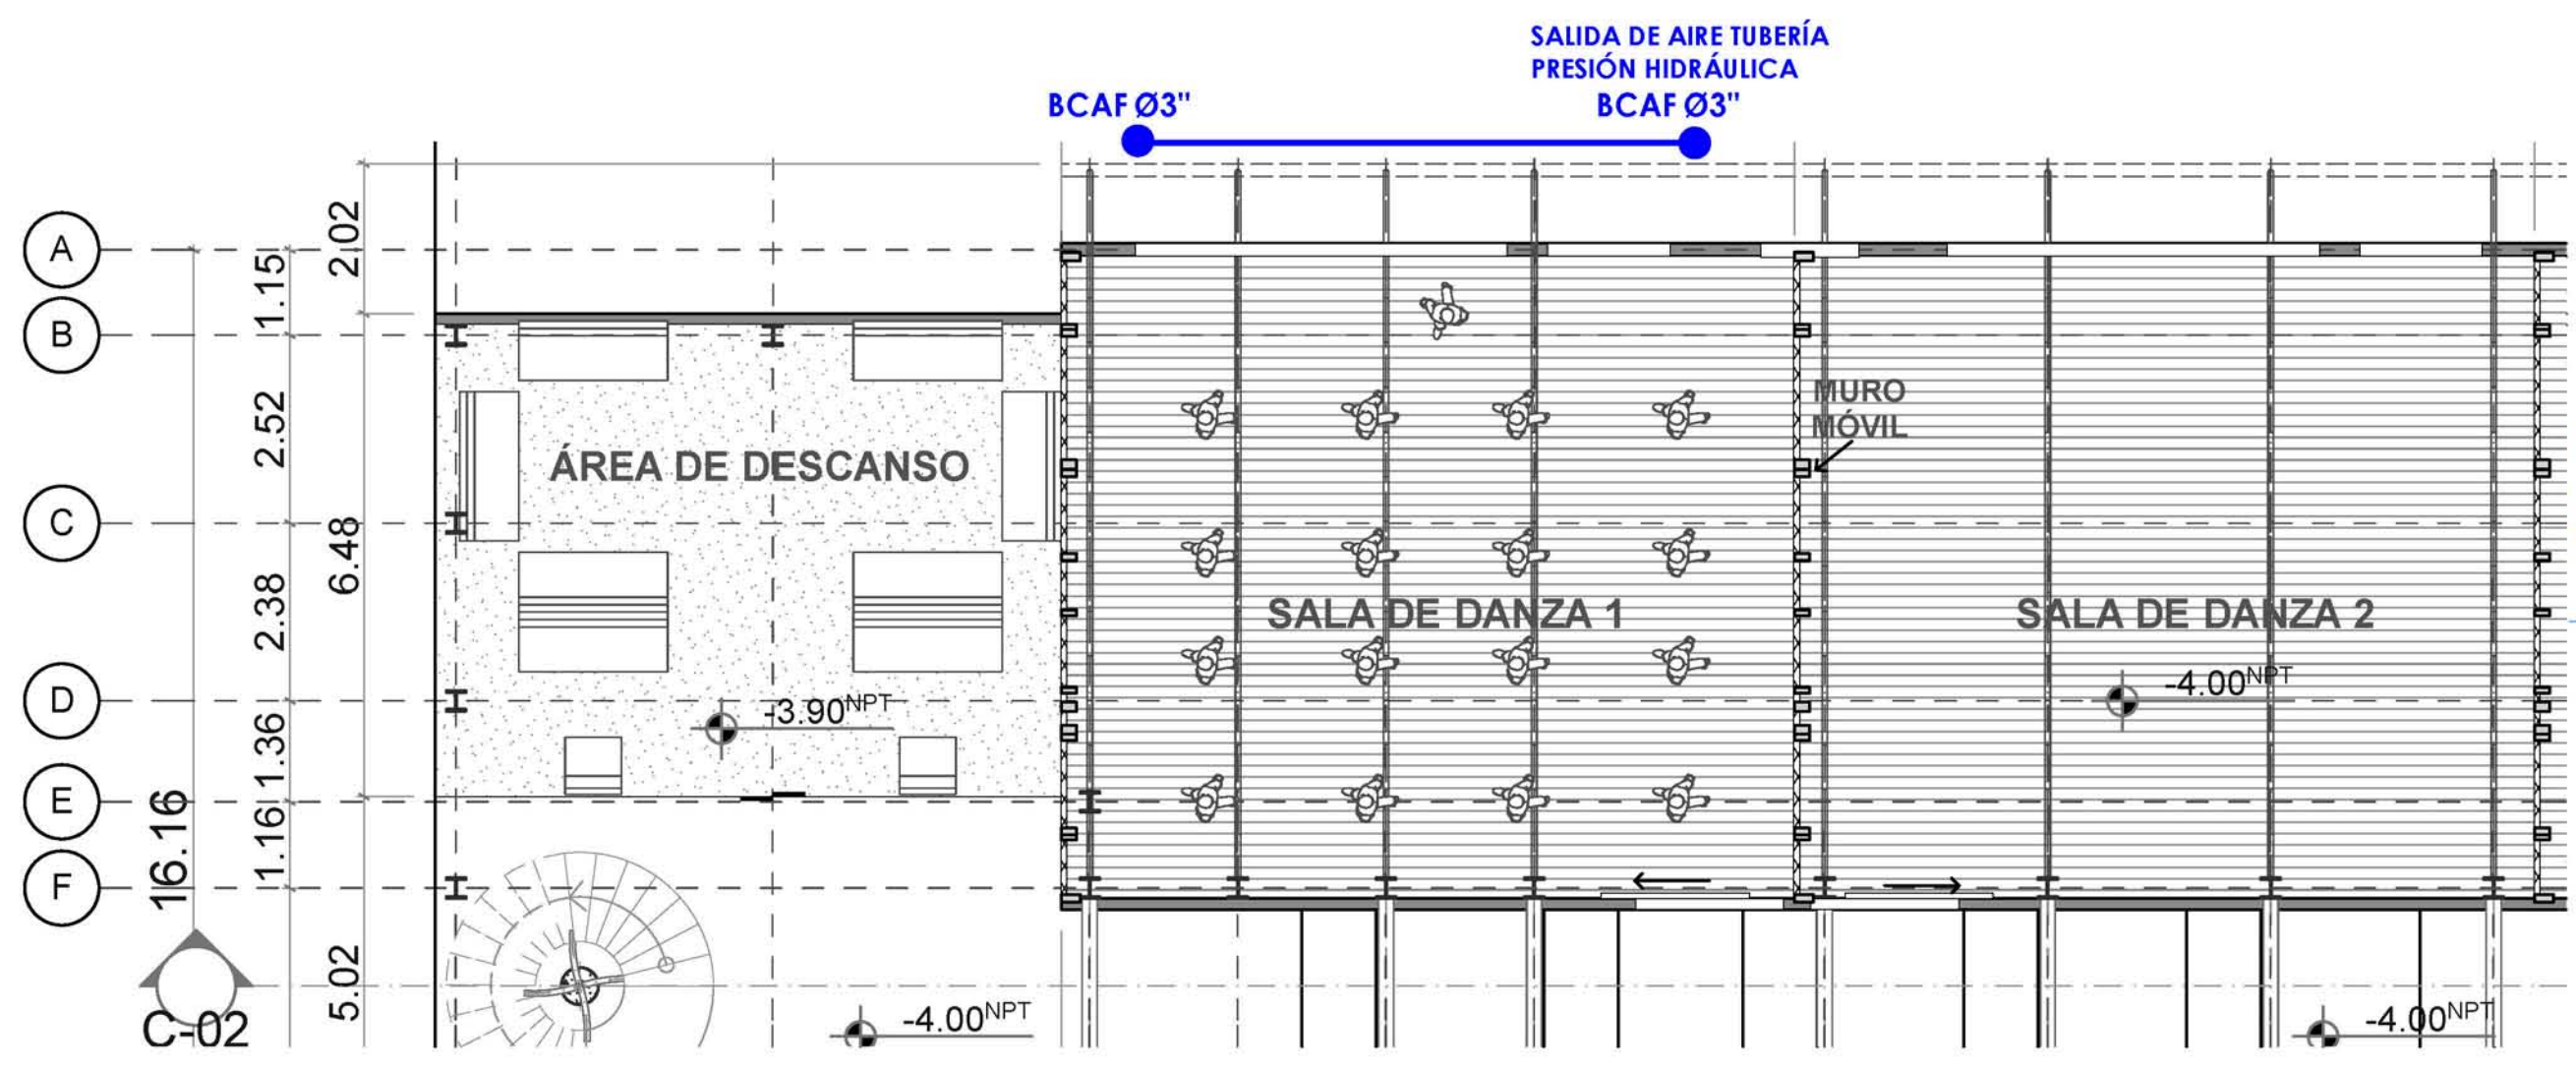 SALIDA DE AIRE TUBERÍA
PRESIÓN HIDRÁULICA
BCAF Ø3"
BCAF Ø3"
A
B
C
D
E
F
2.02
1.15
2.52
6.48
2.38
1.36
1.16
16.16
5.02
C-02
ÁREA DE DESCANSO
-3.90NPT
-4.00NPT
SALA DE DANZA 1
MURO
MÓVIL
SALA DE DANZA 2
-4.00NPT
-4.00NPT